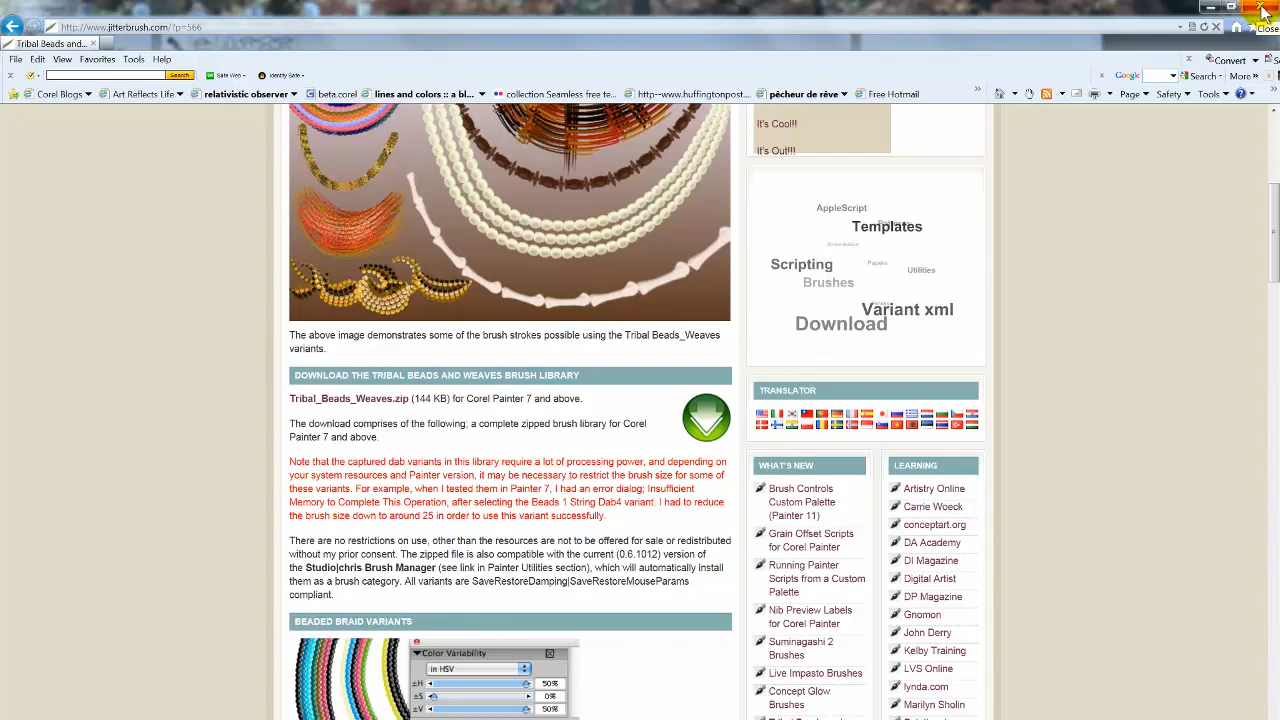 Close
http://www.jitterbrush.com/?p=566
Tribal Beads and...
File Edit View Favorites Tools Help
Convert
Search Safe Web Identity Safe
Google Search More »
Corel Blogs Art Reflects Life relativistic observer beta.corel lines and colors :: a bl... collection Seamless free te... http--www.huffingtonpost.... pêcheur de rêve Free Hotmail » Page Safety Tools
It's Cool!!
It's Out!!!
AppleScript
Templates
Scripting Papers Utilities
Brushes
Variant xml
Download
The above image demonstrates some of the brush strokes possible using the Tribal Beads_Weaves
variants.
DOWNLOAD THE TRIBAL BEADS AND WEAVES BRUSH LIBRARY
Tribal_Beads_Weaves.zip (144 KB) for Corel Painter 7 and above.
The download comprises of the following, a complete zipped brush library for Corel
Painter 7 and above.
Note that the captured dab variants in this library require a lot of processing power, and depending on
your system resources and Painter version, it may be necessary to restrict the brush size for some of
these variants. For example, when I tested them in Painter 7, I had an error dialog; Insufficient
Memory to Complete This Operation, after selecting the Beads 1 String Dab4 variant. I had to reduce
the brush size down to around 25 in order to use this variant successfully.
There are no restrictions on use, other than the resources are not to be offered for sale or redistributed
without my prior consent. The zipped file is also compatible with the current (0.6.1012) version of
the Studio|chris Brush Manager (see link in Painter Utilities section), which will automatically install
them as a brush category. All variants are SaveRestoreDamping|SaveRestoreMouseParams
compliant.
BEADED BRAID VARIANTS
Color Variability
in HSV
±H 50%
±S 0%
±V 50%
TRANSLATOR
WHAT'S NEW
Brush Controls
Custom Palette
(Painter 11)
Grain Offset Scripts
for Corel Painter
Running Painter
Scripts from a Custom
Palette
Nib Preview Labels
for Corel Painter
Suminagashi 2
Brushes
Live Impasto Brushes
Concept Glow
Brushes
LEARNING
Artistry Online
Carrie Woeck
conceptart.org
DA Academy
DI Magazine
Digital Artist
DP Magazine
Gnomon
John Derry
Kelby Training
LVS Online
lynda.com
Marilyn Sholin